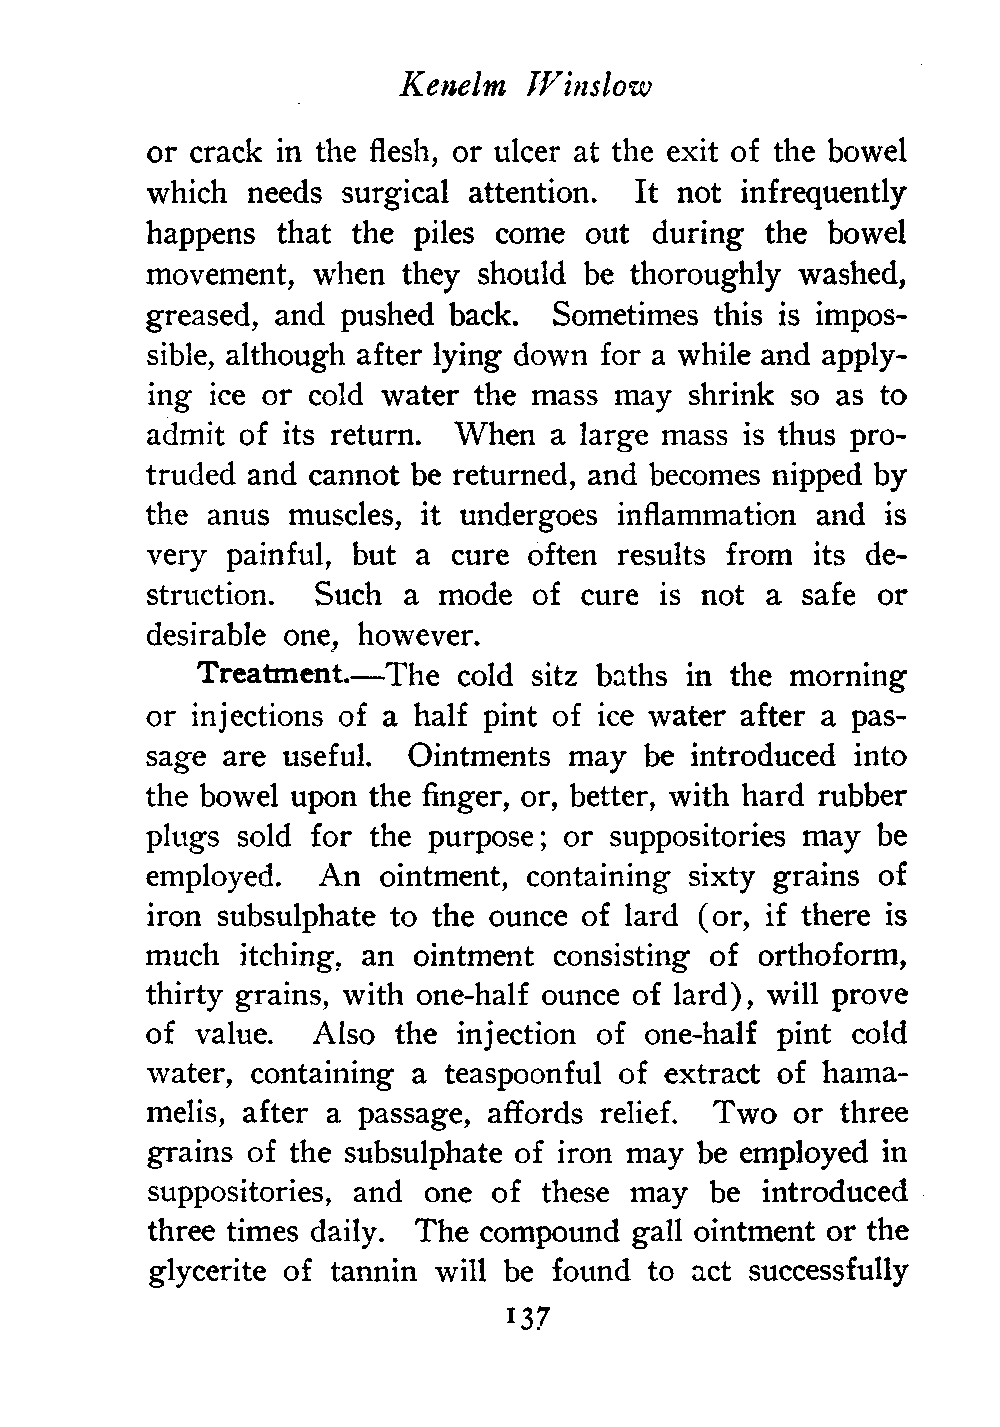 Kenelm Winslow
or crack in the flesh, or ulcer at the exit of the bowel
which needs surgical attention. It not infrequently
happens that the piles come out during the bowel
movement, when they should be thoroughly washed,
greased, and pushed back. Sometimes this is impos-
sible, although after lying down for a while and apply-
ing ice or cold water the mass may shrink so as to
admit of its return. When a large mass is thus pro-
truded and cannot be returned, and becomes nipped by
the anus muscles, it undergoes inflammation and is
very painful, but a cure often results from its de-
struction. Such a mode of cure is not a safe or
desirable one, however.
Treatment.—The cold sitz baths in the morning
or injections of a half pint of ice water after a pas-
sage are useful. Ointments may be introduced into
the bowel upon the finger, or, better, with hard rubber
plugs sold for the purpose; or suppositories may be
employed. An ointment, containing sixty grains of
iron subsulphate to the ounce of lard (or, if there is
much itching, an ointment consisting of orthoform,
thirty grains, with one-half ounce of lard), will prove
of value. Also the injection of one-half pint cold
water, containing a teaspoonful of extract of hama-
melis, after a passage, affords relief. Two or three
grains of the subsulphate of iron may be employed in
suppositories, and one of these may be introduced
three times daily. The compound gall ointment or the
glycerite of tannin will be found to act successfully
137